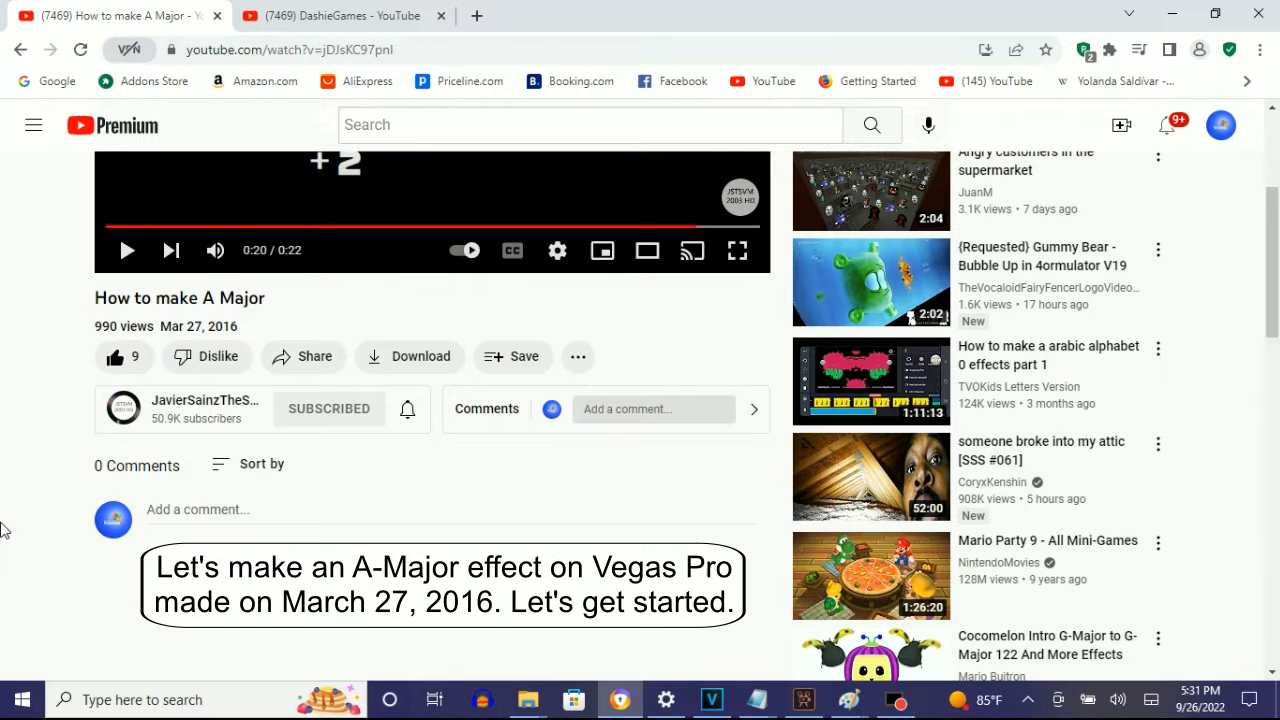 (7469) How to make A Major - Yo
(7469) DashieGames - YouTube
VPN
youtube.com/watch?v=jDJsKC97pnI
2
Google
Addons Store
Amazon.com
AliExpress
Priceline.com
Booking.com
Facebook
YouTube
Getting Started
(145) YouTube
Yolanda Saldívar -...
Premium
Search
9+
JSTSVM
2003 HD
0:20 / 0:22
CC
How to make A Major
990 views Mar 27, 2016
9
Dislike
Share
Download
Save
JavierSainzTheS...
50.9K subscribers
SUBSCRIBED
Comments
Add a comment...
0 Comments
Sort by
Add a comment...
Let's make an A-Major effect on Vegas Pro
made on March 27, 2016. Let's get started.
Angry customers in the
supermarket
JuanM
3.1K views • 7 days ago
2:04
{Requested} Gummy Bear -
Bubble Up in 4ormulator V19
TheVocaloidFairyFencerLogoVideo...
1.6K views • 17 hours ago
New
2:02
How to make a arabic alphabet
0 effects part 1
TVOKids Letters Version
124K views • 3 months ago
1:11:13
someone broke into my attic
[SSS #061]
CoryxKenshin
908K views • 5 hours ago
New
52:00
Mario Party 9 - All Mini-Games
NintendoMovies
128M views • 9 years ago
1:26:20
Cocomelon Intro G-Major to G-
Major 122 And More Effects
Mario Buitron
Type here to search
85°F
5:31 PM
9/26/2022